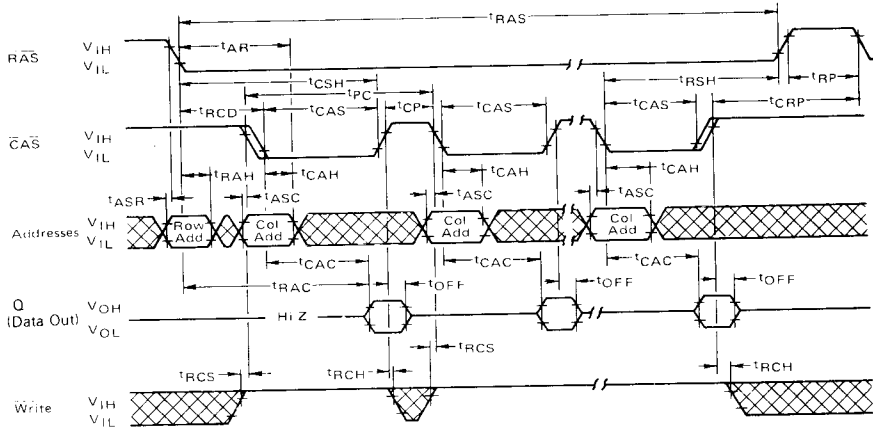 tRAS
RAS VIH VIL
tAR tRSH tRP
tCSH
tPC
tRCD tCAS tCP tCAS tCAS tCRP
CAS VIH VIL
tRAH tCAH tCAH tCAH
tASR tASC tASC tASC
Addresses VIH VIL
Row Add
Col Add
Col Add
Col Add
tCAC tCAC tCAC
tRAC tOFF tOFF tOFF
Q (Data Out) VOH VOL
Hi Z
tRCS
tRCS tRCH tRCH
Write VIH VIL